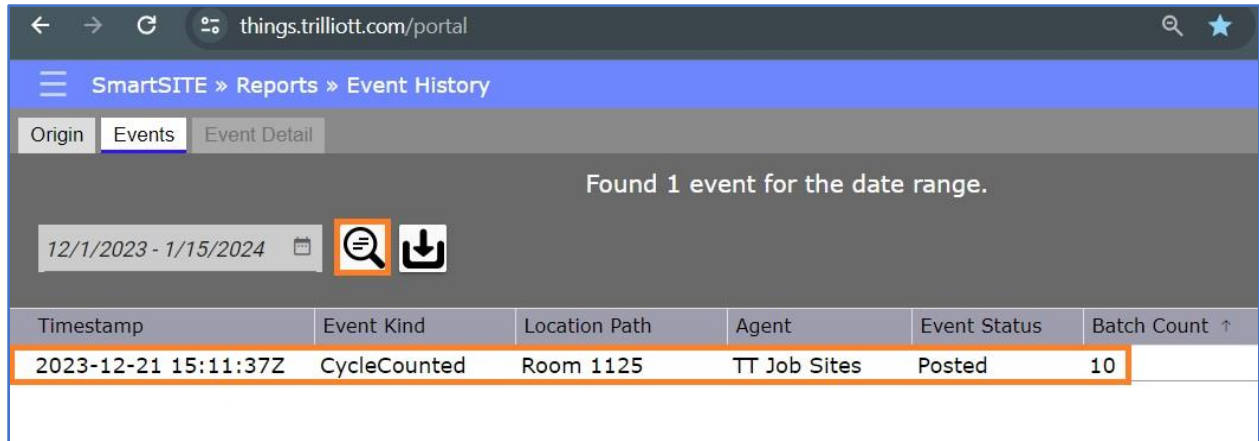 things.trilliott.com/portal
SmartSITE » Reports » Event History
Origin Events Event Detail
Found 1 event for the date range.
12/1/2023 - 1/15/2024
Timestamp Event Kind Location Path Agent Event Status Batch Count ↑
2023-12-21 15:11:37Z CycleCounted Room 1125 TT Job Sites Posted 10